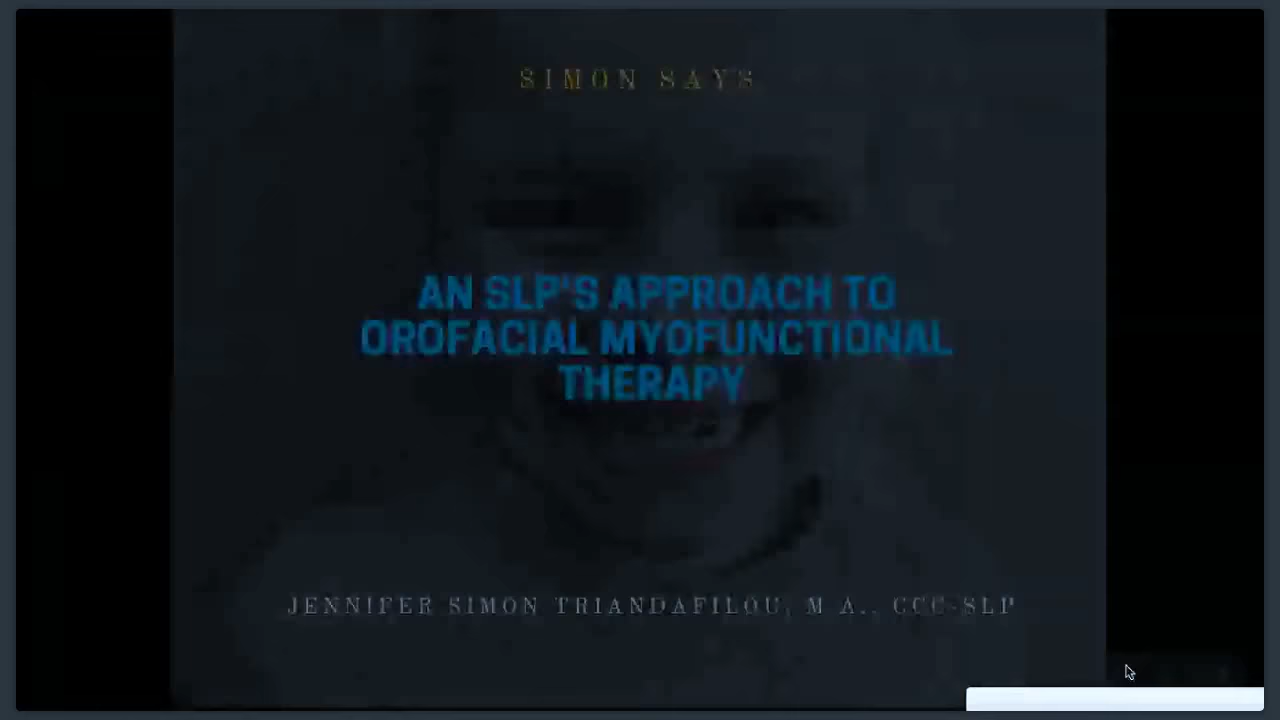 SIMON SAYS
AN SLP'S APPROACH TO
OROFACIAL MYOFUNCTIONAL
THERAPY
JENNIFER SIMON TRIANDAFILOU, M A., CCC-SLP